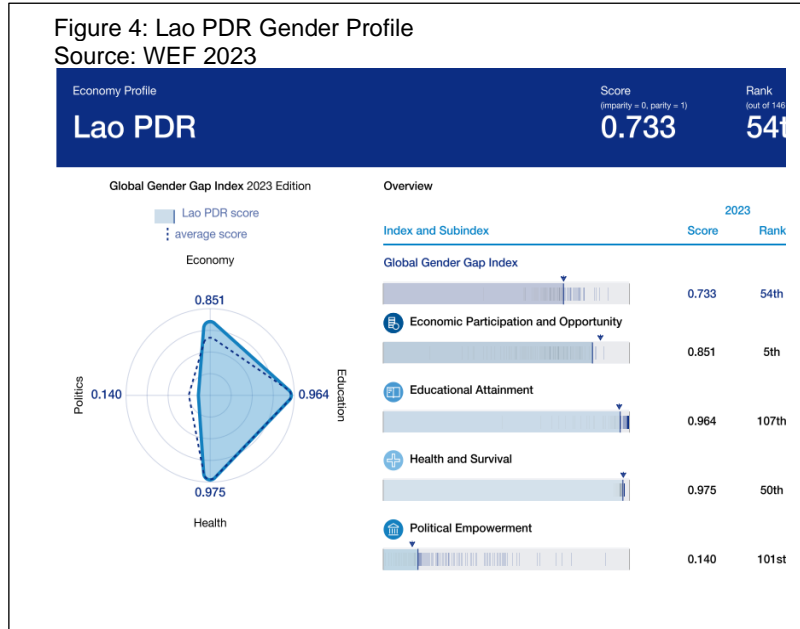 Figure 4: Lao PDR Gender Profile
Source: WEF 2023
Economy Profile
Lao PDR
Score
(imparity = 0, parity = 1)
0.733
Rank
(out of 146
54t
Global Gender Gap Index 2023 Edition
Lao PDR score
average score
Economy
0.851
Politics
0.140
0.964
Education
0.975
Health
Overview
2023
Index and Subindex Score Rank
Global Gender Gap Index
0.733 54th
Economic Participation and Opportunity
0.851 5th
Educational Attainment
0.964 107th
Health and Survival
0.975 50th
Political Empowerment
0.140 101st